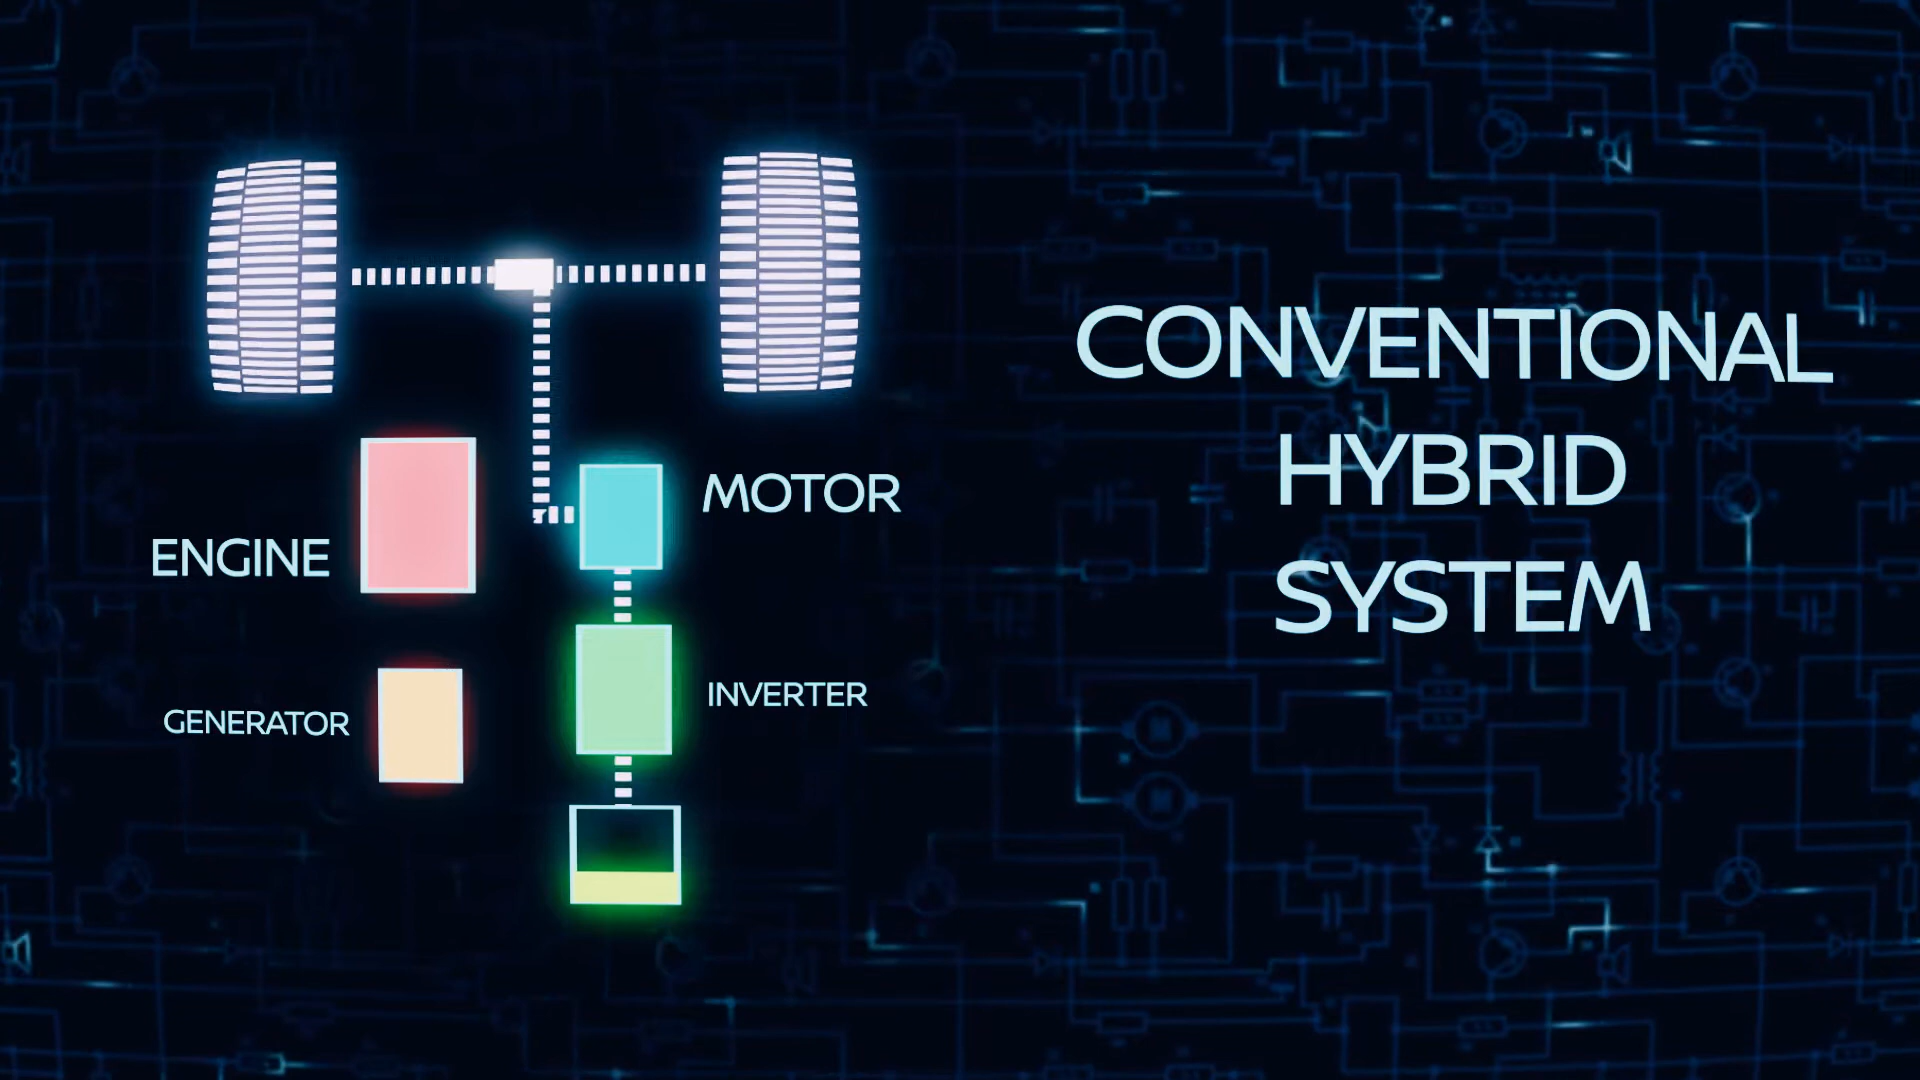 CONVENTIONAL
HYBRID
SYSTEM
MOTOR
ENGINE
INVERTER
GENERATOR